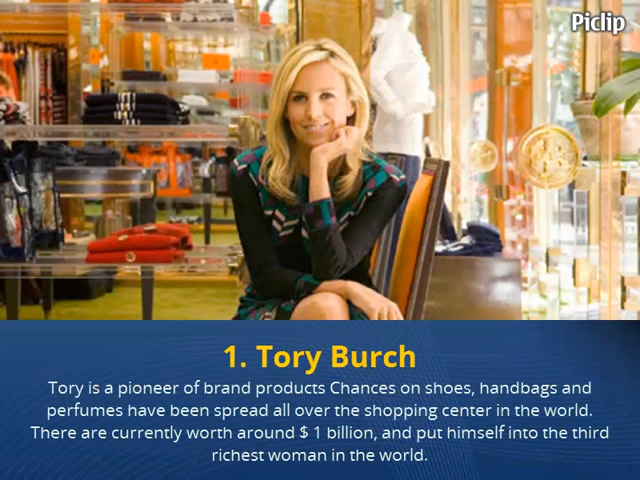 Piclip
1. Tory Burch
Tory is a pioneer of brand products Chances on shoes, handbags and
perfumes have been spread all over the shopping center in the world.
There are currently worth around $ 1 billion, and put himself into the third
richest woman in the world.